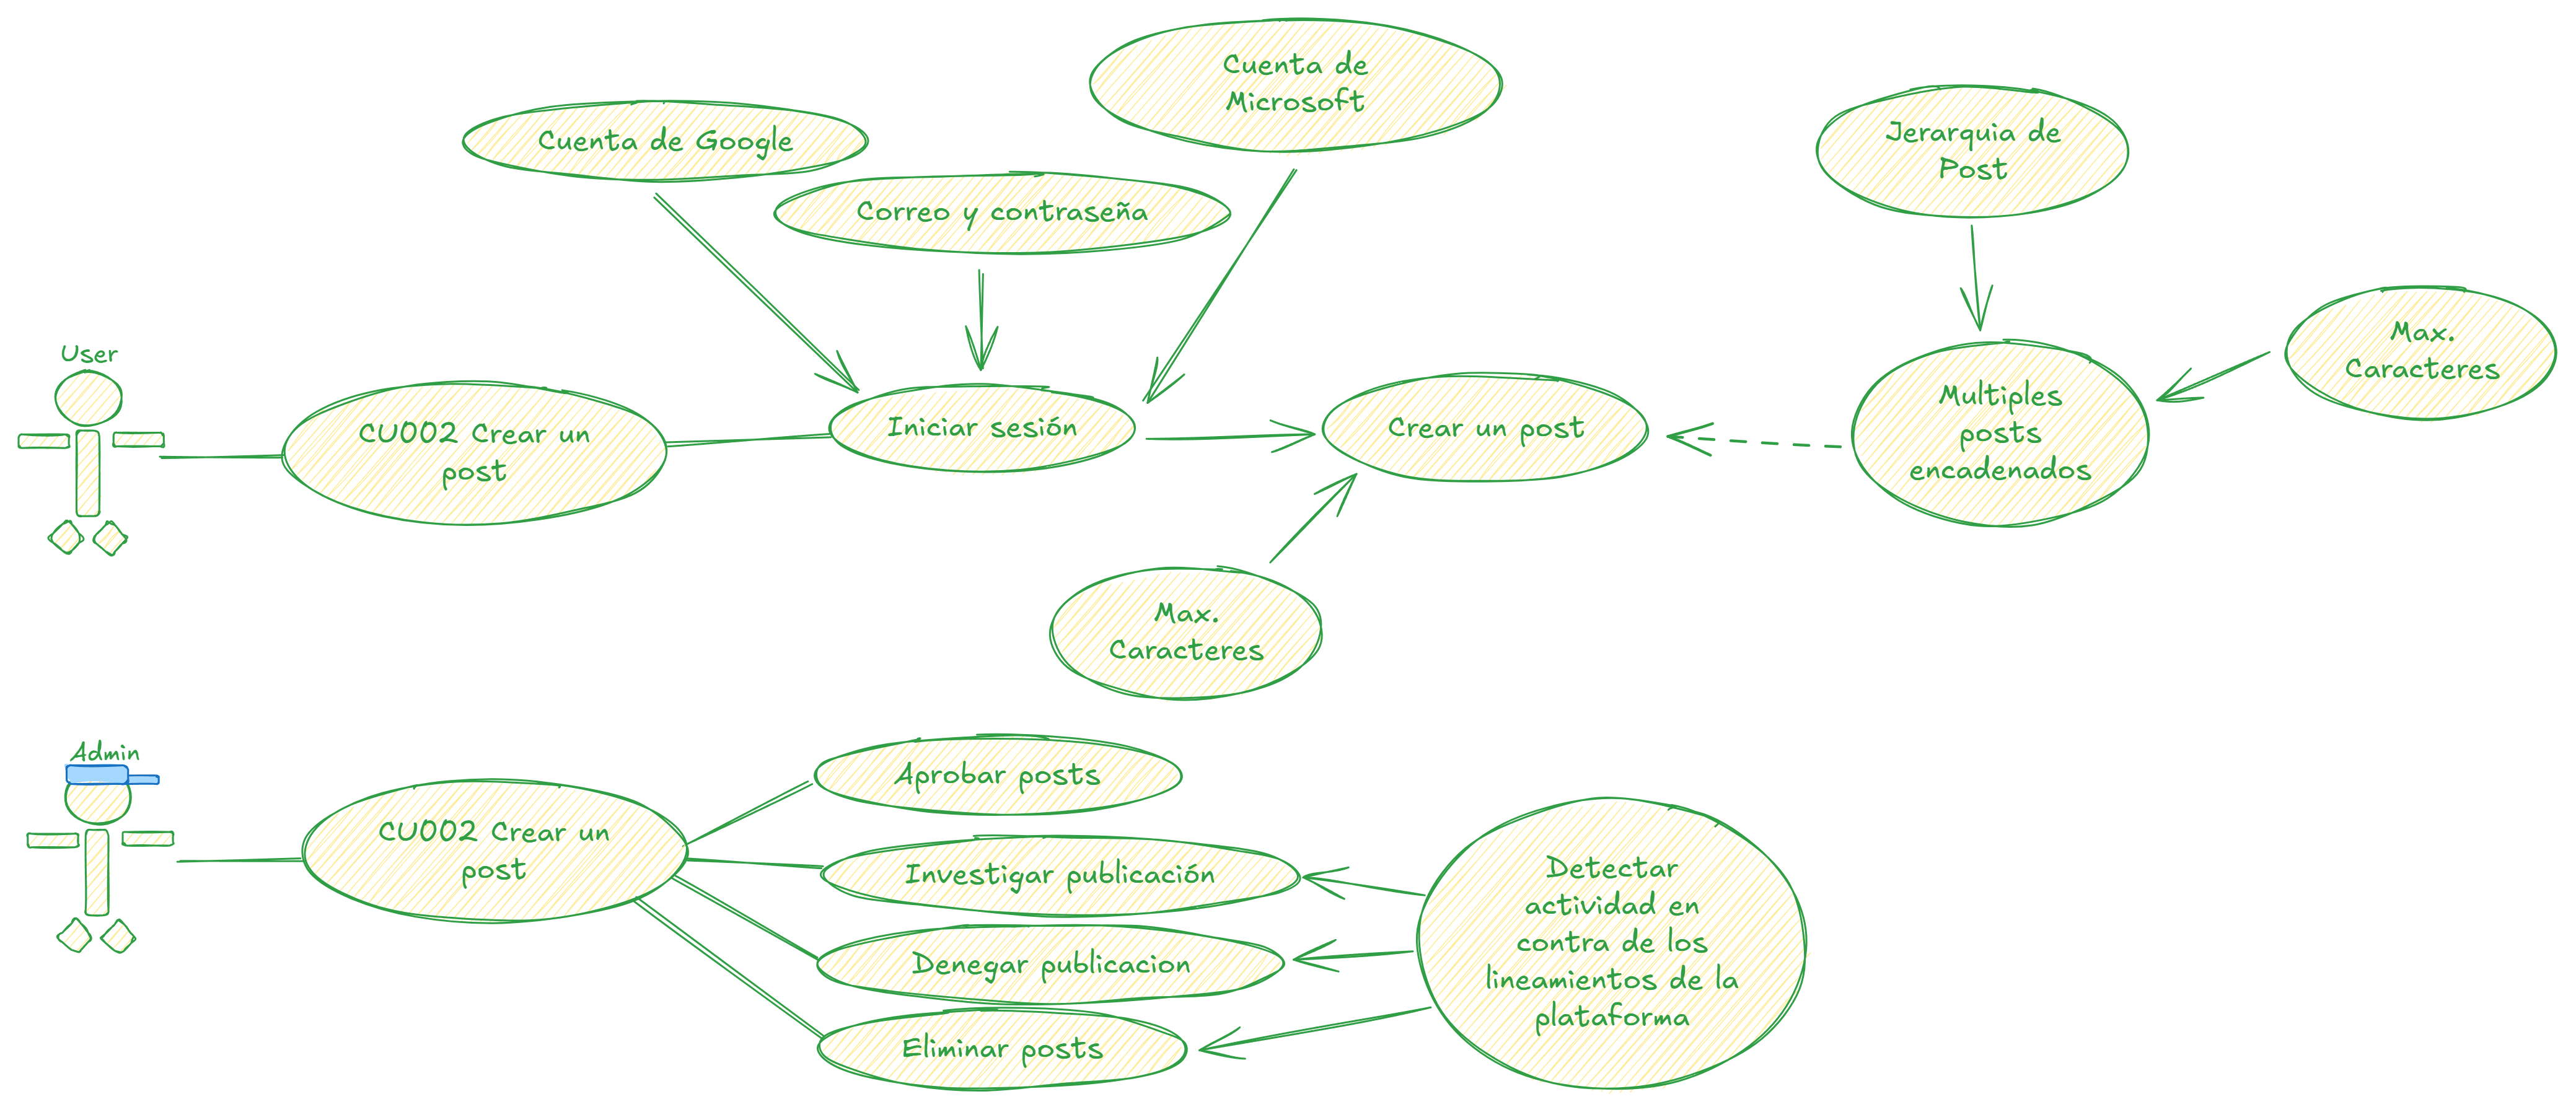 Cuenta de
Microsoft
Cuenta de Google
Correo y contraseña
Jerarquia de
Post
User
CU002 Crear un
post
Iniciar sesión
Crear un post
Multiples
posts
encadenados
Max.
Caracteres
Max.
Caracteres
Admin
CU002 Crear un
post
Aprobar posts
Investigar publicación
Denegar publicacion
Eliminar posts
Detectar
actividad en
contra de los
lineamientos de la
plataforma